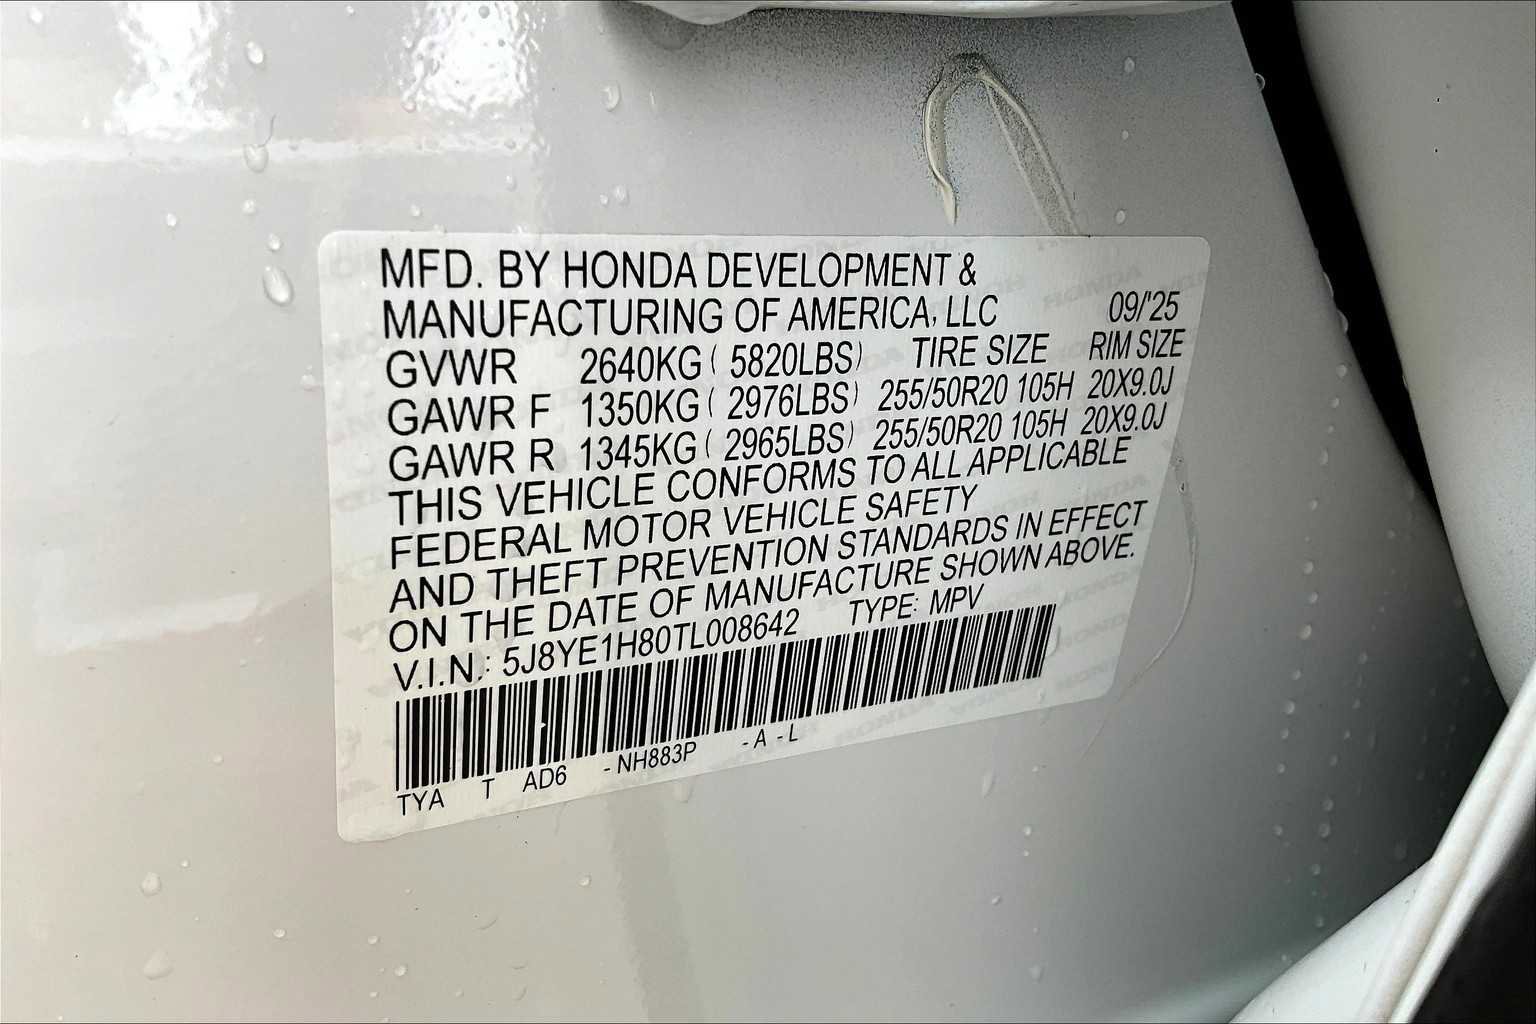 MFD. BY HONDA DEVELOPMENT &
MANUFACTURING OF AMERICA, LLC 09/'25
GVWR 2640KG ( 5820LBS) TIRE SIZE RIM SIZE
GAWR F 1350KG ( 2976LBS) 255/50R20 105H 20X9.0J
GAWR R 1345KG ( 2965LBS) 255/50R20 105H 20X9.0J
THIS VEHICLE CONFORMS TO ALL APPLICABLE
FEDERAL MOTOR VEHICLE SAFETY
AND THEFT PREVENTION STANDARDS IN EFFECT
ON THE DATE OF MANUFACTURE SHOWN ABOVE.
V.I.N.: 5J8YE1H80TL008642 TYPE: MPV
TYA T AD6 -NH883P -A -L